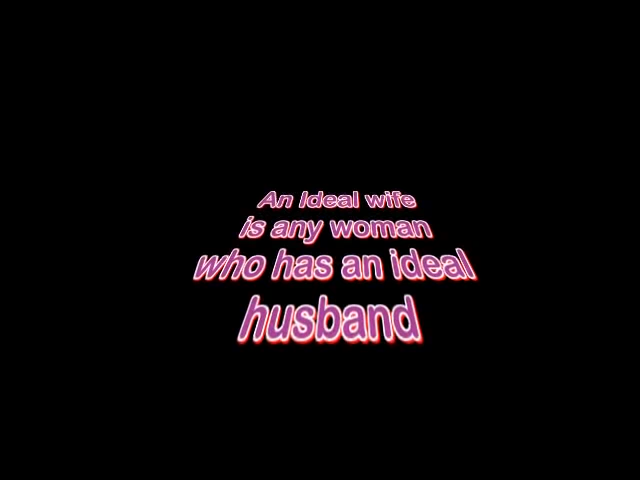 An Ideal wife
is any woman
who has an ideal
husband